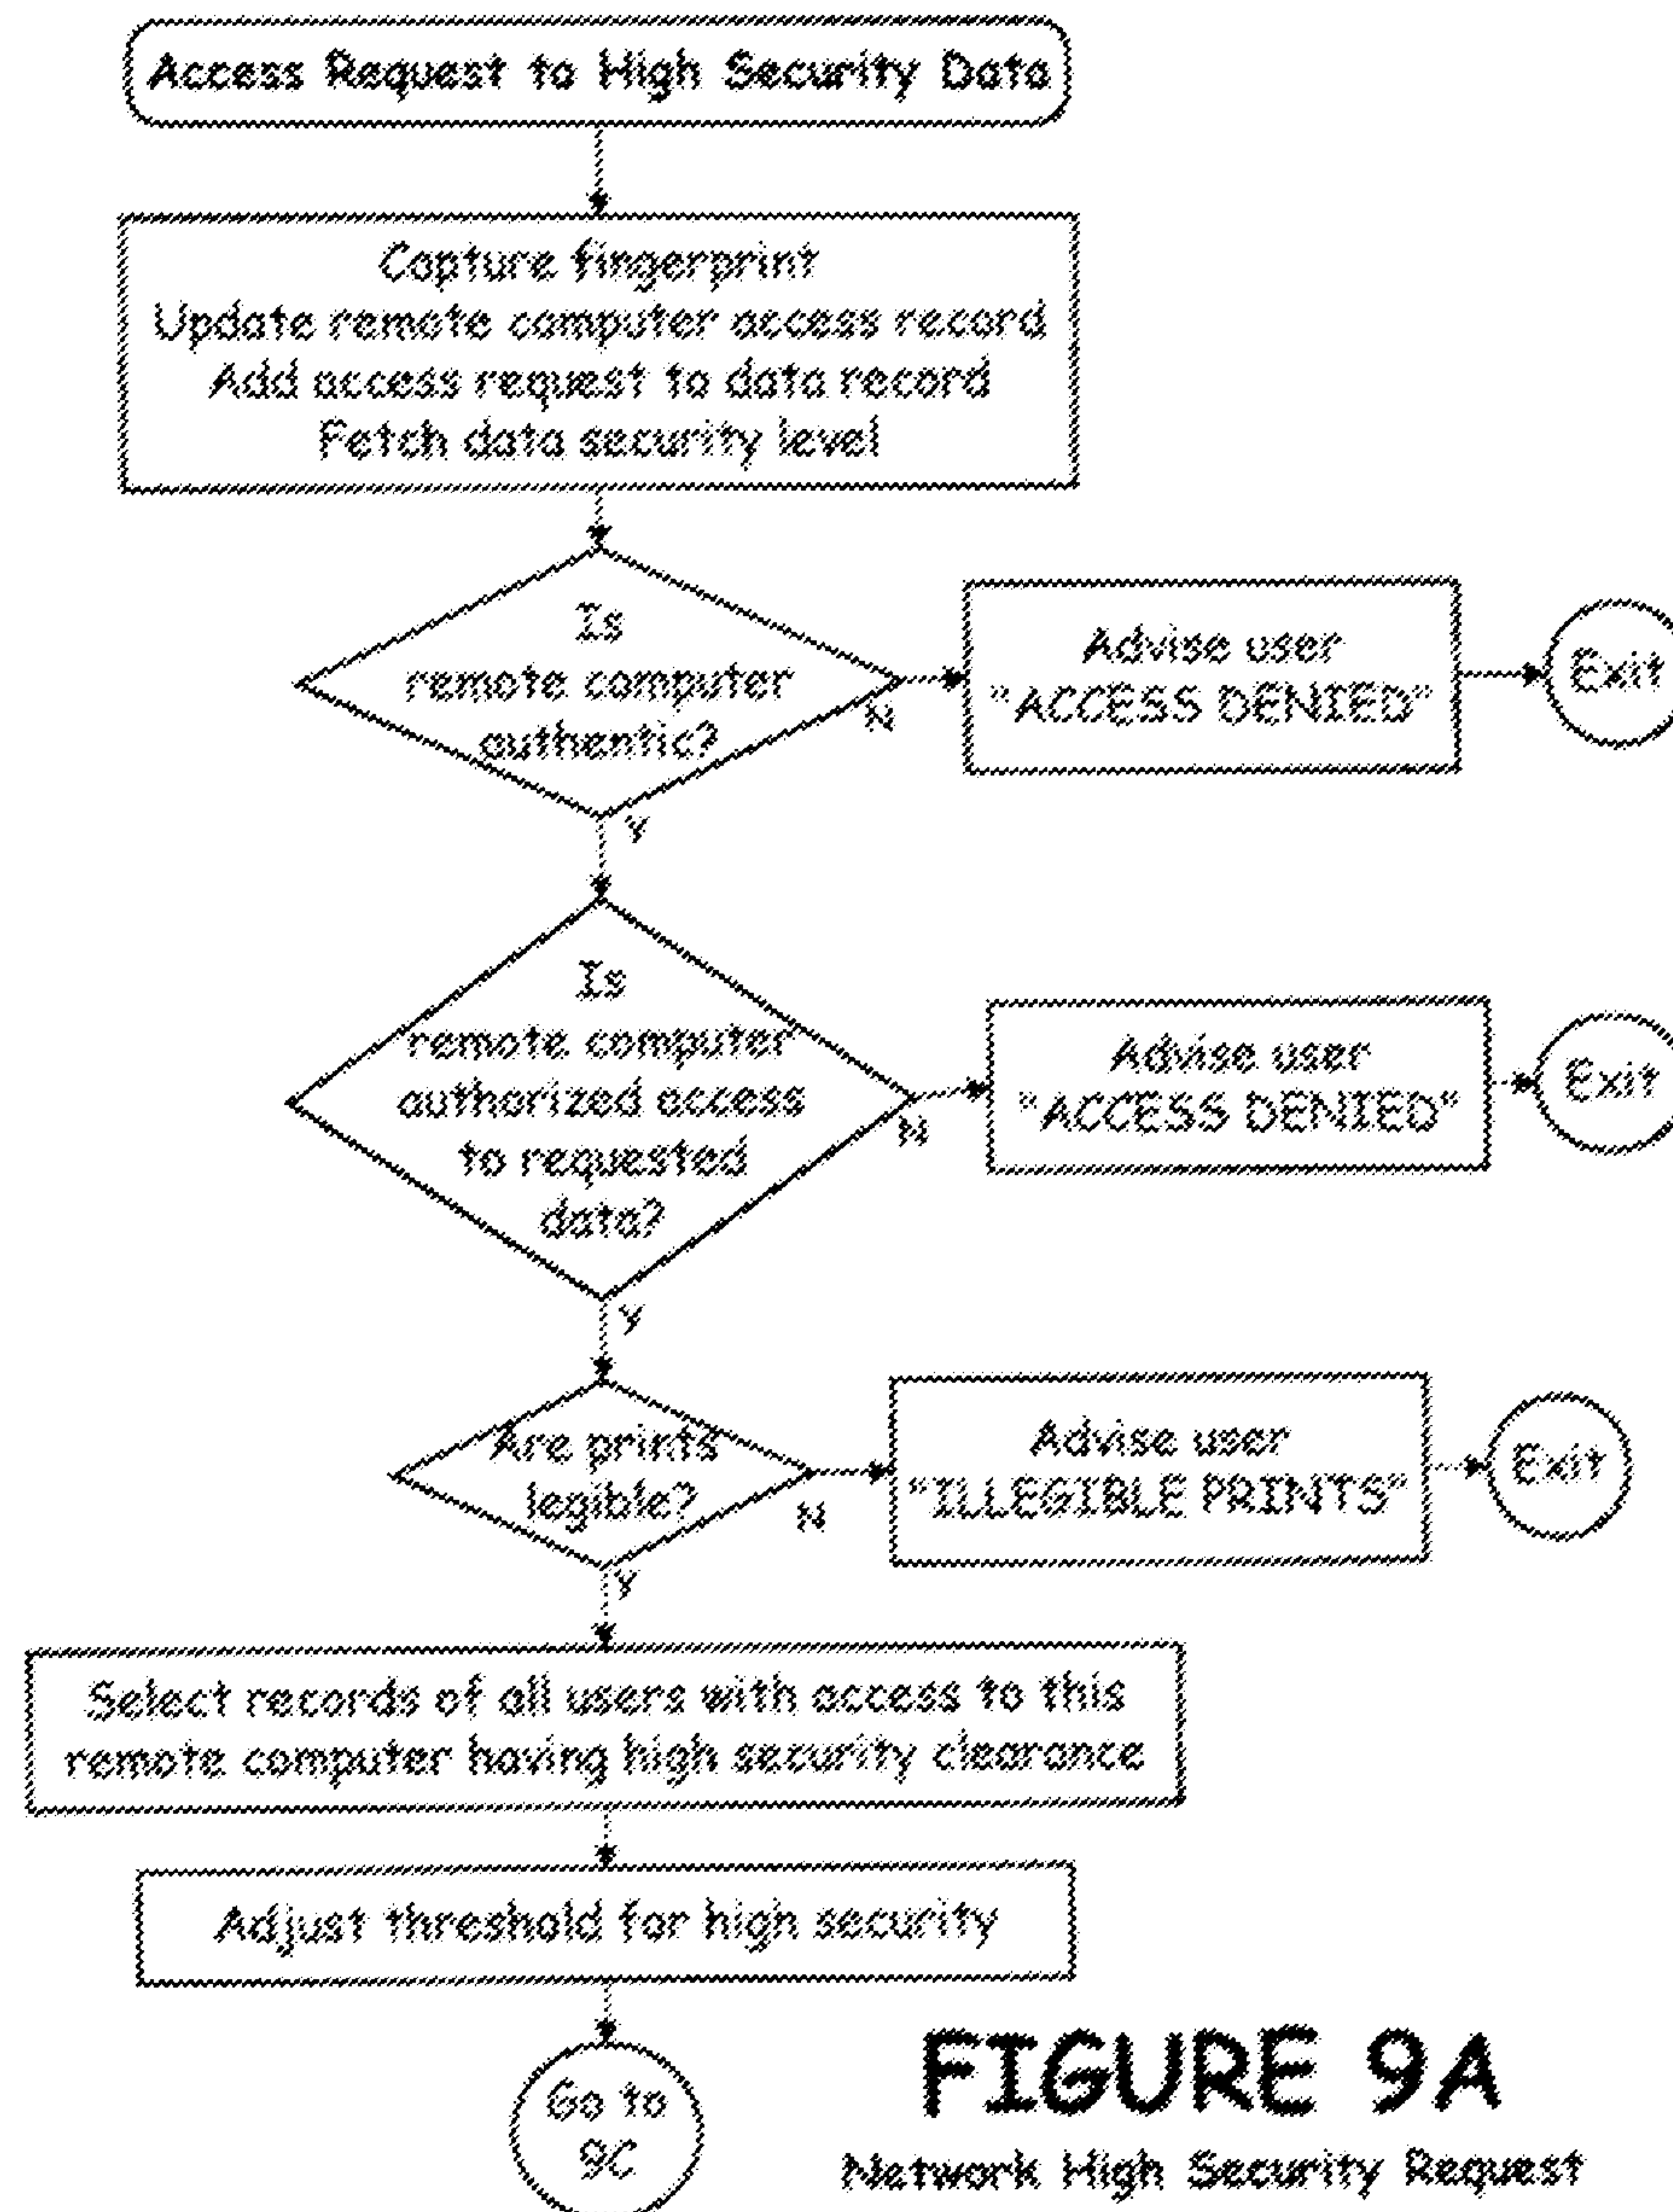 Access Request to High Security Data
Capture fingerprint
Update remote computer access record
Add access request to data record
Fetch data security level
Is
remote computer
authentic?
N
Advise user
"ACCESS DENIED"
Exit
Y
Is
remote computer
authorized access
to requested
data?
N
Advise user
"ACCESS DENIED"
Exit
Y
Are prints
legible?
N
Advise user
"ILLEGIBLE PRINTS"
Exit
Y
Select records of all users with access to this
remote computer having high security clearance
Adjust threshold for high security
Go to
9C
FIGURE 9A
Network High Security Request